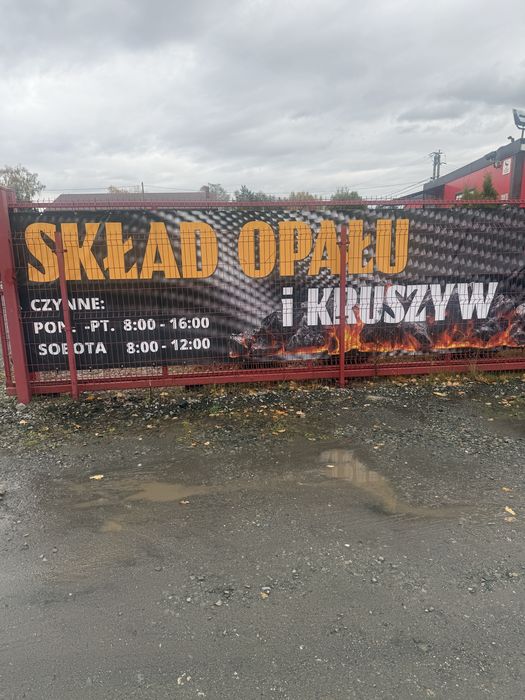 SKŁAD OPAŁU
i KRUSZYW
CZYNNE:
PON. -PT. 8:00 - 16:00
SOBOTA 8:00 - 12:00